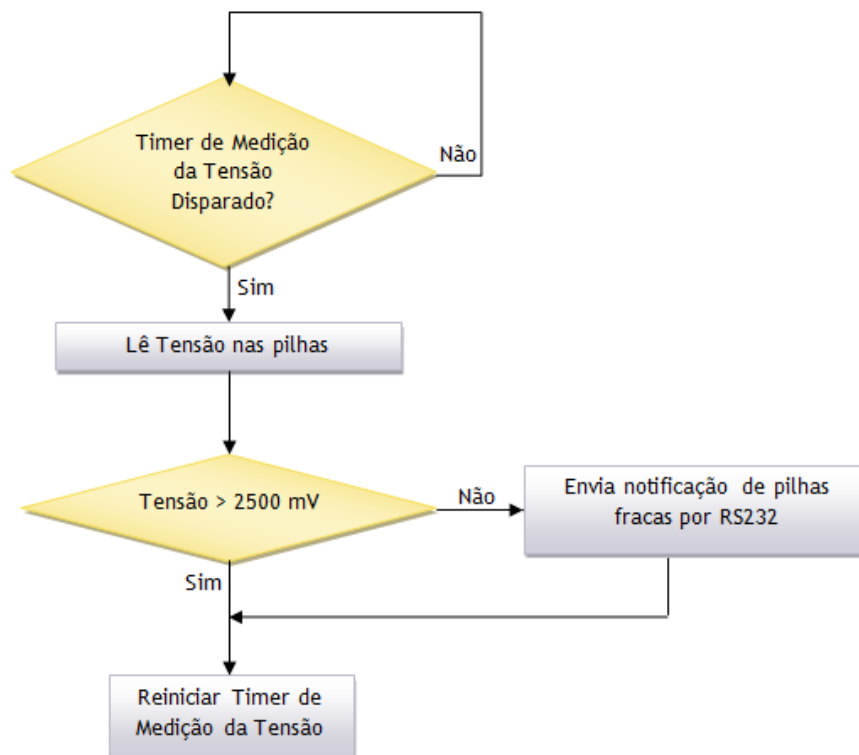 Timer de Medição
da Tensão
Disparado?
Não
Sim
Lê Tensão nas pilhas
Tensão > 2500 mV
Não
Envia notificação de pilhas
fracas por RS232
Sim
Reiniciar Timer de
Medição da Tensão